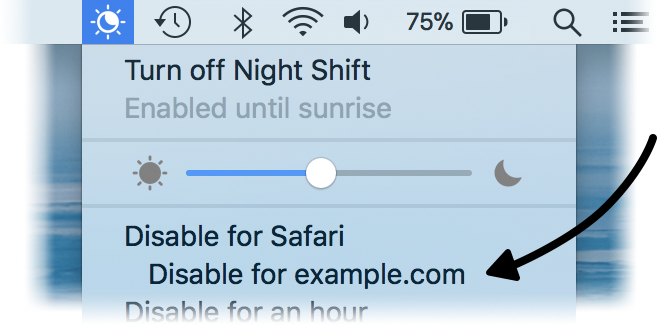 75%
Turn off Night Shift
Enabled until sunrise
Disable for Safari
Disable for example.com
Disable for an hour